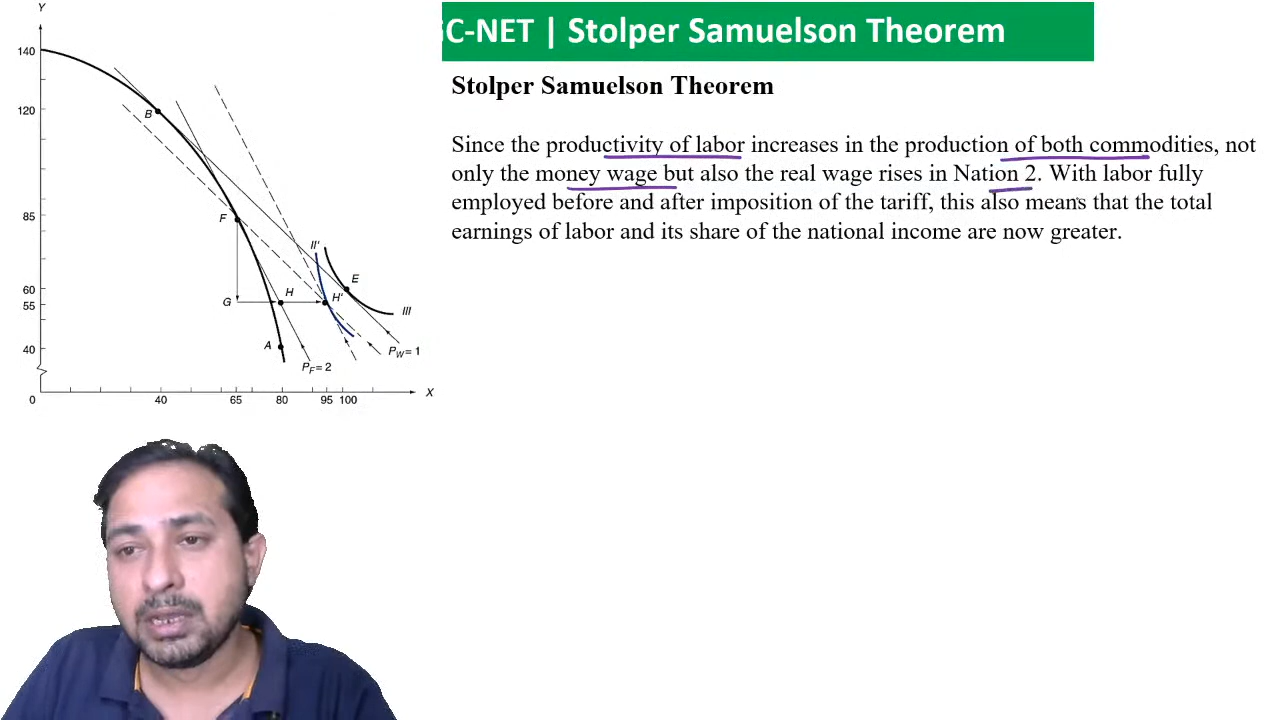 GC-NET | Stolper Samuelson Theorem
Stolper Samuelson Theorem
Since the productivity of labor increases in the production of both commodities, not
only the money wage but also the real wage rises in Nation 2. With labor fully
employed before and after imposition of the tariff, this also means that the total
earnings of labor and its share of the national income are now greater.
Y
140
120
B
85
F
II'
E
60
55
G
H
H'
III
40
A
P_F = 2
P_W = 1
0
40
65
80
95
100
X